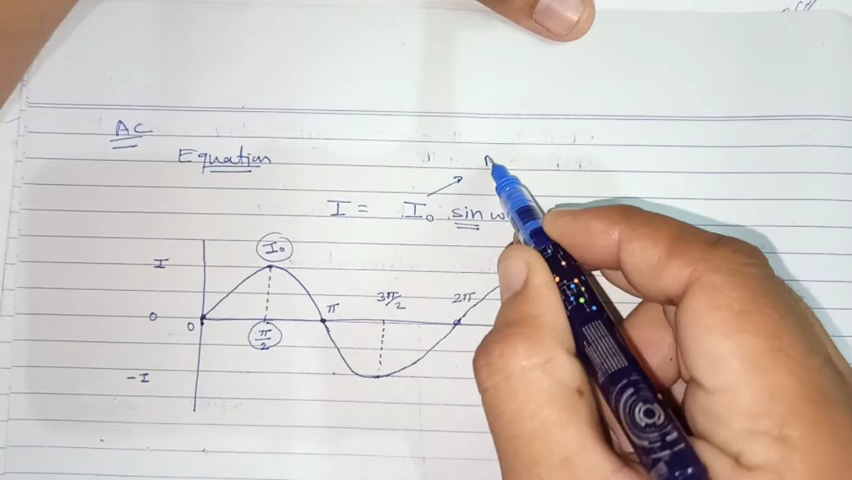 AC
Equation
I = I₀ sin w
I
I₀
0
0
π/2
π
3π/2
2π
-I